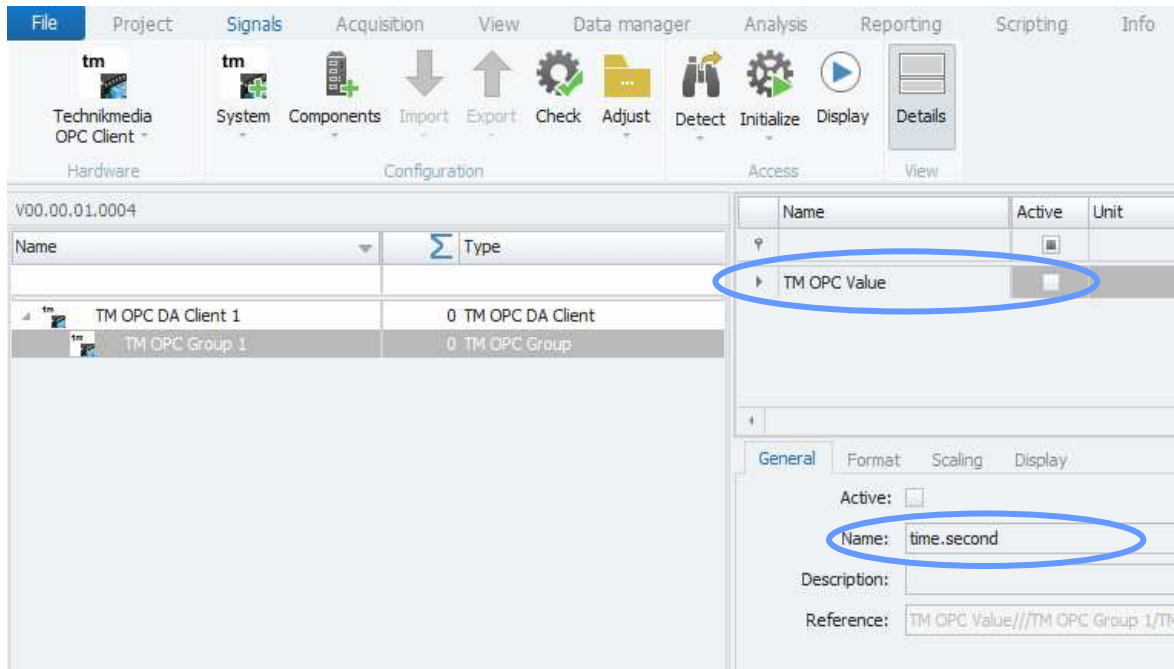 File Project Signals Acquisition View Data manager Analysis Reporting Scripting Info
tm tm
Technikmedia System Components Import Export Check Adjust Detect Initialize Display Details
OPC Client
Hardware Configuration Access View
V00.00.01.0004
Name Σ Type
Name Active Unit
TM OPC Value
tm TM OPC DA Client 1 0 TM OPC DA Client
tm TM OPC Group 1 0 TM OPC Group
General Format Scaling Display
Active:
Name: time.second
Description:
Reference: TM OPC Value///TM OPC Group 1/TM